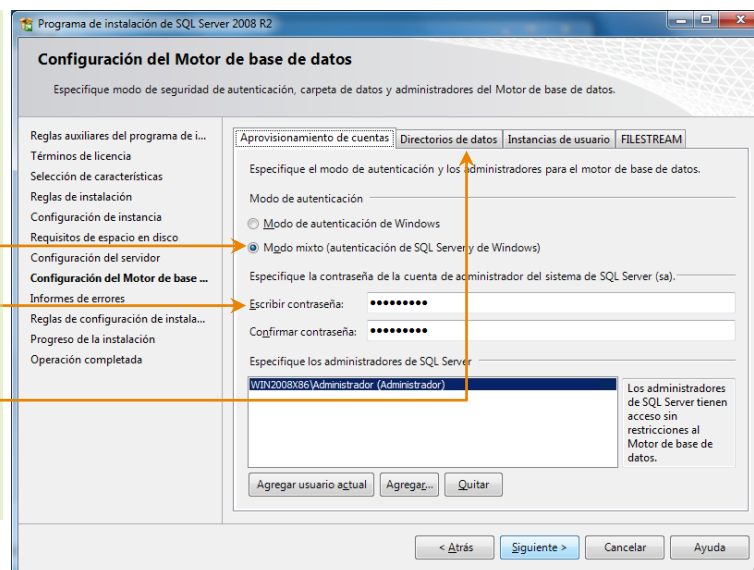 Programa de instalación de SQL Server 2008 R2
Configuración del Motor de base de datos
Especifique modo de seguridad de autenticación, carpeta de datos y administradores del Motor de base de datos.
Reglas auxiliares del programa de i...
Términos de licencia
Selección de características
Reglas de instalación
Configuración de instancia
Requisitos de espacio en disco
Configuración del servidor
Configuración del Motor de base ...
Informes de errores
Reglas de configuración de instala...
Progreso de la instalación
Operación completada
Aprovisionamiento de cuentas
Directorios de datos
Instancias de usuario
FILESTREAM
Especifique el modo de autenticación y los administradores para el motor de base de datos.
Modo de autenticación
Modo de autenticación de Windows
Modo mixto (autenticación de SQL Server y de Windows)
Especifique la contraseña de la cuenta de administrador del sistema de SQL Server (sa).
Escribir contraseña: ●●●●●●●●●
Confirmar contraseña: ●●●●●●●●●
Especifique los administradores de SQL Server
WIN2008X86\Administrador (Administrador)
Los administradores
de SQL Server tienen
acceso sin
restricciones al
Motor de base de
datos.
Agregar usuario actual
Agregar...
Quitar
< Atrás
Siguiente >
Cancelar
Ayuda